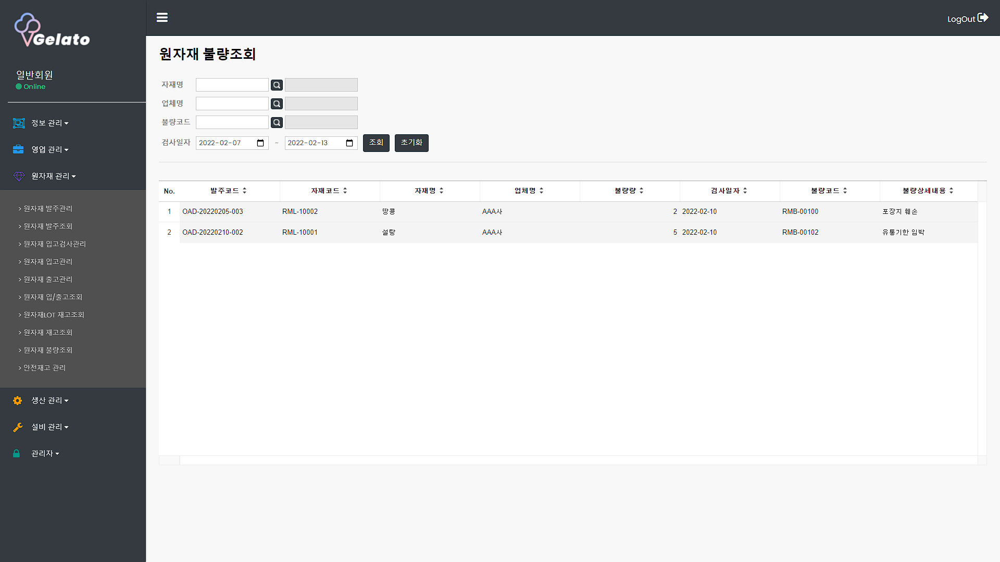 Gelato
LogOut
일반회원
Online
정보 관리
영업 관리
원자재 관리
> 원자재 발주관리
> 원자재 발주조회
> 원자재 입고검사관리
> 원자재 입고관리
> 원자재 출고관리
> 원자재 입/출고조회
> 원자재LOT 재고조회
> 원자재 재고조회
> 원자재 불량조회
> 안전재고 관리
생산 관리
설비 관리
관리자
원자재 불량조회
자재명
업체명
불량코드
검사일자 2022-02-07 ~ 2022-02-13 조회 초기화
No. 발주코드 자재코드 자재명 업체명 불량량 검사일자 불량코드 불량상세내용
1 OAD-20220205-003 RML-10002 땅콩 AAA사 2 2022-02-10 RMB-00100 포장지 훼손
2 OAD-20220210-002 RML-10001 설탕 AAA사 5 2022-02-10 RMB-00102 유통기한 임박